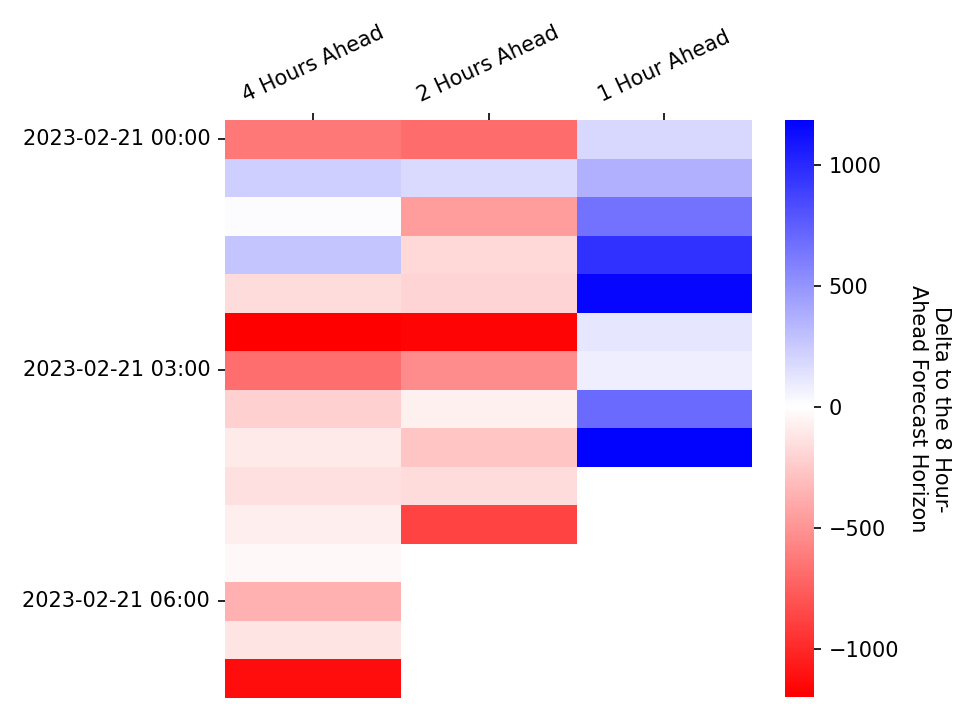 4 Hours Ahead
2 Hours Ahead
1 Hour Ahead
2023-02-21 00:00
2023-02-21 03:00
2023-02-21 06:00
1000
500
0
−500
−1000
Delta to the 8 Hour-
Ahead Forecast Horizon